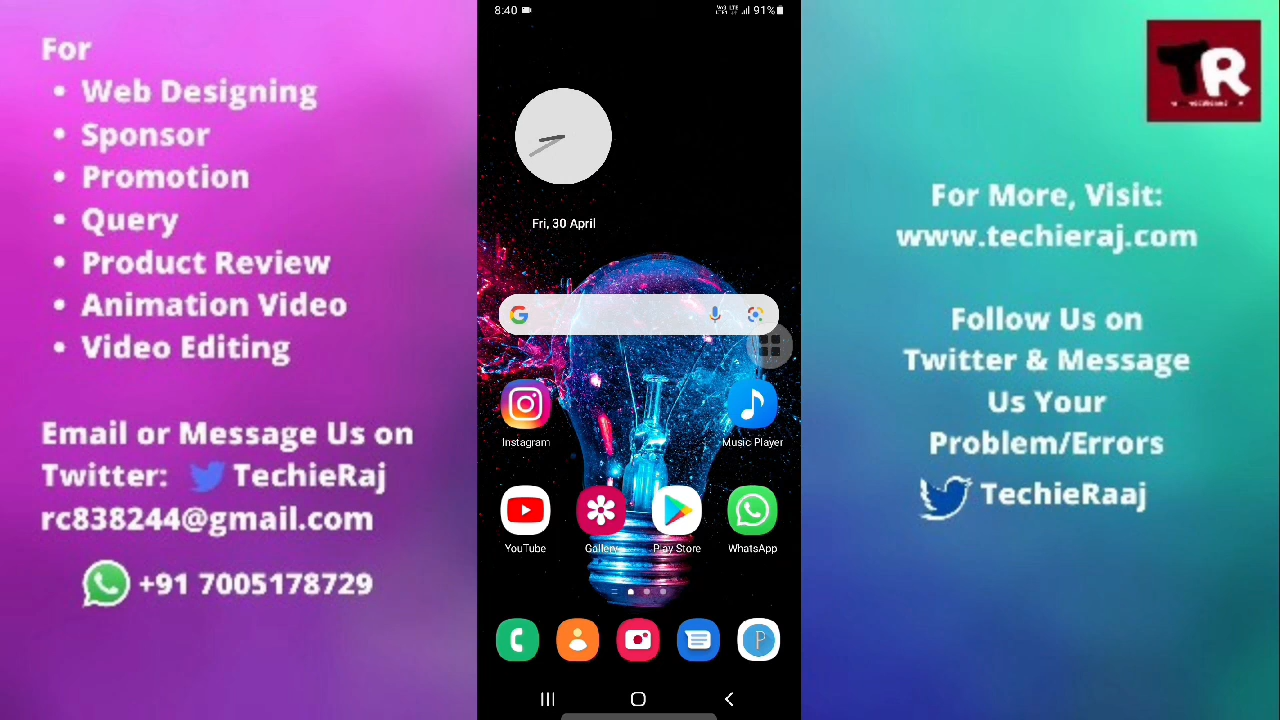 For
• Web Designing
• Sponsor
• Promotion
• Query
• Product Review
• Animation Video
• Video Editing
Email or Message Us on
Twitter: TechieRaj
rc838244@gmail.com
+91 7005178729
8:40
91%
Fri, 30 April
Instagram
Music Player
YouTube
Gallery
Play Store
WhatsApp
P
TR
For More, Visit:
www.techieraj.com
Follow Us on
Twitter & Message
Us Your
Problem/Errors
TechieRaaj